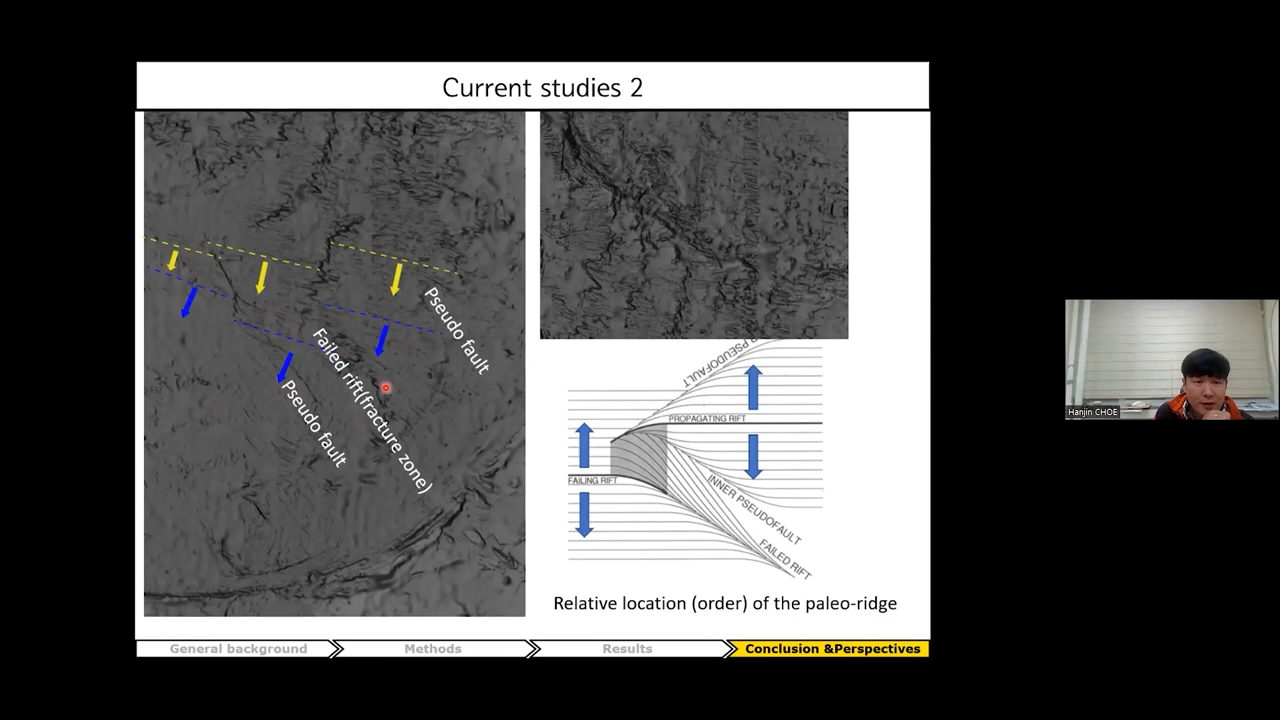 Current studies 2
Pseudo fault
Failed rift(fracture zone)
Pseudo fault
PSEUDOFAULT
PROPAGATING RIFT
FAILING RIFT
INNER PSEUDOFAULT
FAILED RIFT
Relative location (order) of the paleo-ridge
General background
Methods
Results
Conclusion &Perspectives
Hanjin CHOE